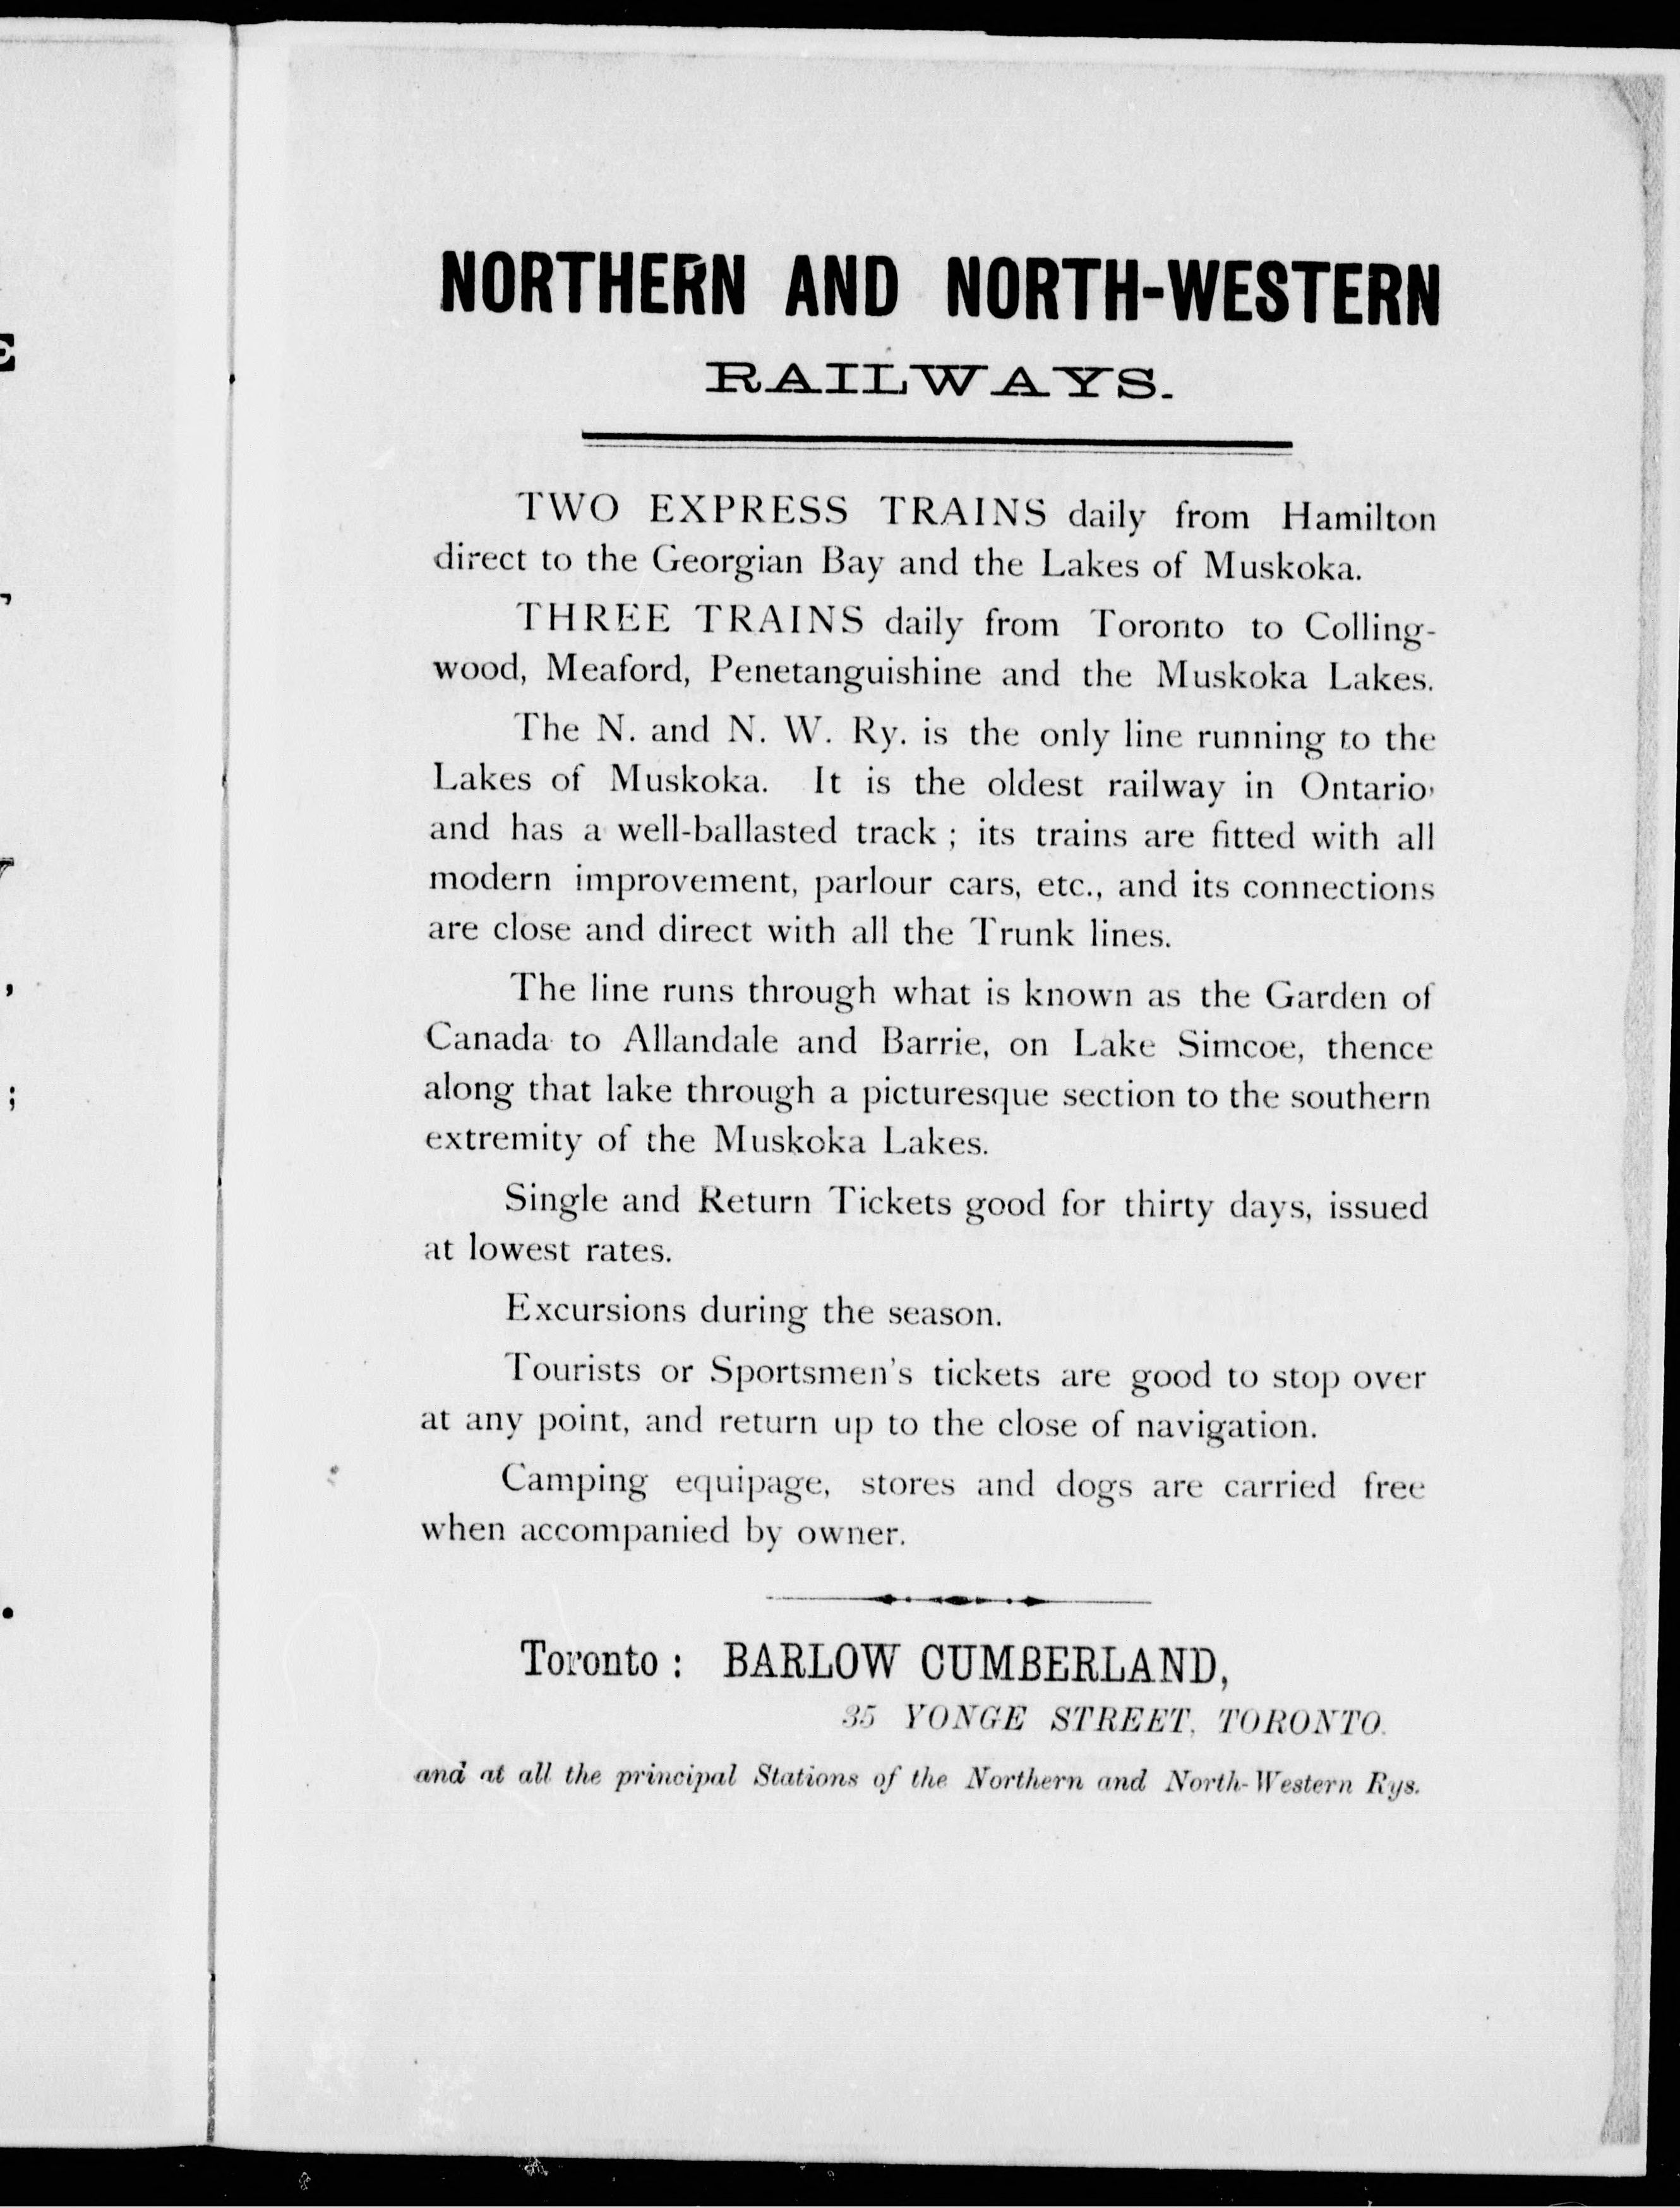 NORTHERN AND NORTH-WESTERN
RAILWAYS.
TWO EXPRESS TRAINS daily from Hamilton
direct to the Georgian Bay and the Lakes of Muskoka.
THREE TRAINS daily from Toronto to Colling-
wood, Meaford, Penetanguishine and the Muskoka Lakes.
The N. and N. W. Ry. is the only line running to the
Lakes of Muskoka. It is the oldest railway in Ontario,
and has a well-ballasted track ; its trains are fitted with all
modern improvement, parlour cars, etc., and its connections
are close and direct with all the Trunk lines.
The line runs through what is known as the Garden of
Canada to Allandale and Barrie, on Lake Simcoe, thence
along that lake through a picturesque section to the southern
extremity of the Muskoka Lakes.
Single and Return Tickets good for thirty days, issued
at lowest rates.
Excursions during the season.
Tourists or Sportsmen's tickets are good to stop over
at any point, and return up to the close of navigation.
Camping equipage, stores and dogs are carried free
when accompanied by owner.
Toronto : BARLOW CUMBERLAND,
35 YONGE STREET, TORONTO.
and at all the principal Stations of the Northern and North-Western Rys.